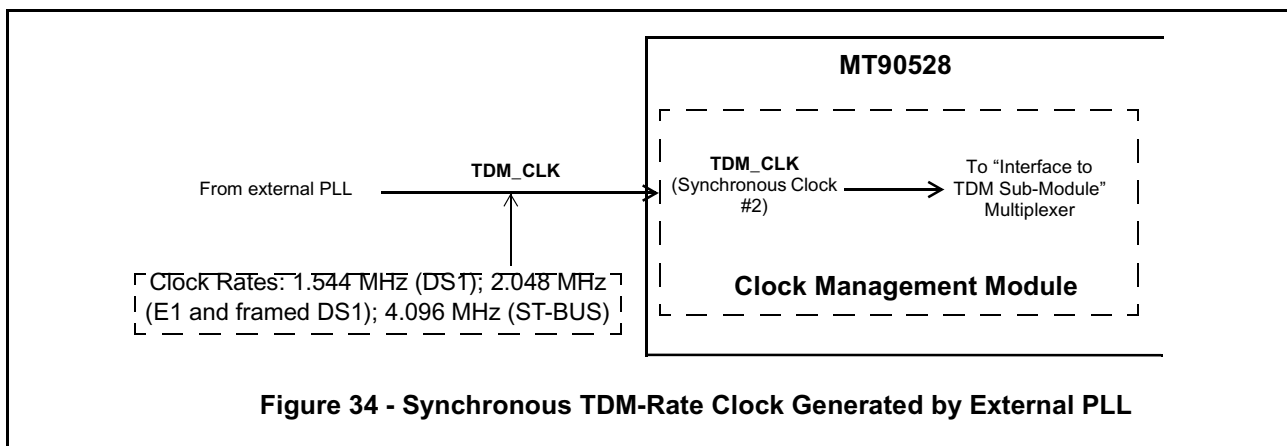 MT90528
From external PLL
TDM_CLK
TDM_CLK
(Synchronous Clock
#2)
To “Interface to
TDM Sub-Module”
Multiplexer
Clock Rates: 1.544 MHz (DS1); 2.048 MHz
(E1 and framed DS1); 4.096 MHz (ST-BUS)
Clock Management Module
Figure 34 - Synchronous TDM-Rate Clock Generated by External PLL